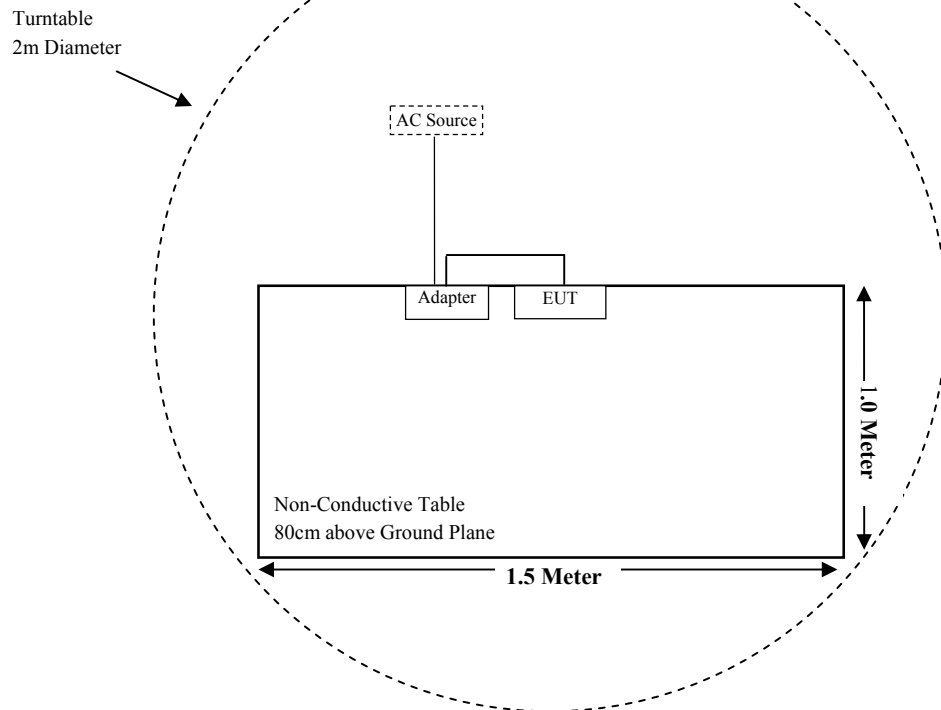 Turntable
2m Diameter
AC Source
Adapter
EUT
1.0 Meter
Non-Conductive Table
80cm above Ground Plane
1.5 Meter